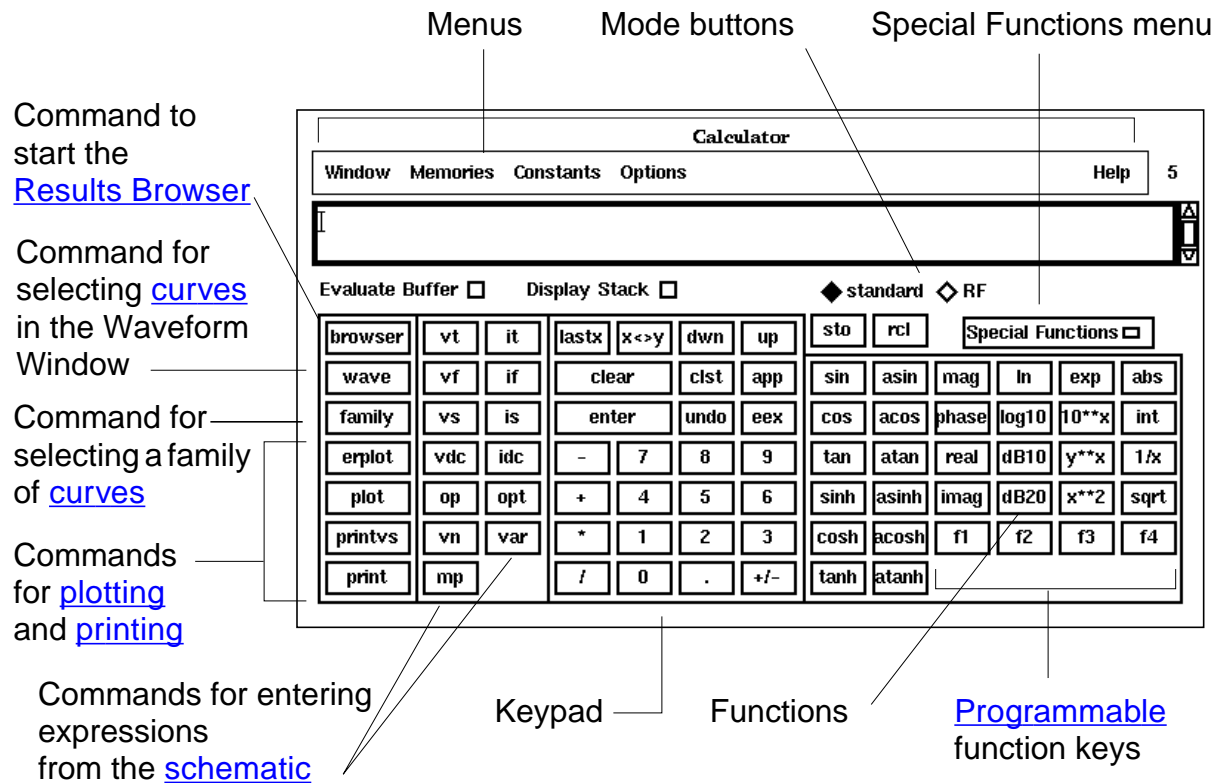 Menus Mode buttons Special Functions menu
Command to
start the
Results Browser
Command for
selecting curves
in the Waveform
Window
Command for
selecting a family
of curves
Commands
for plotting
and printing
Calculator
Window Memories Constants Options Help 5
Evaluate Buffer Display Stack standard RF
browser vt it lastx x<>y dwn up sto rcl Special Functions
wave vf if clear clst app sin asin mag ln exp abs
family vs is enter undo eex cos acos phase log10 10**x int
erplot vdc idc - 7 8 9 tan atan real dB10 y**x 1/x
plot op opt + 4 5 6 sinh asinh imag dB20 x**2 sqrt
printvs vn var * 1 2 3 cosh acosh f1 f2 f3 f4
print mp / 0 . +/- tanh atanh
Commands for entering
expressions
from the schematic
Keypad
Functions
Programmable
function keys